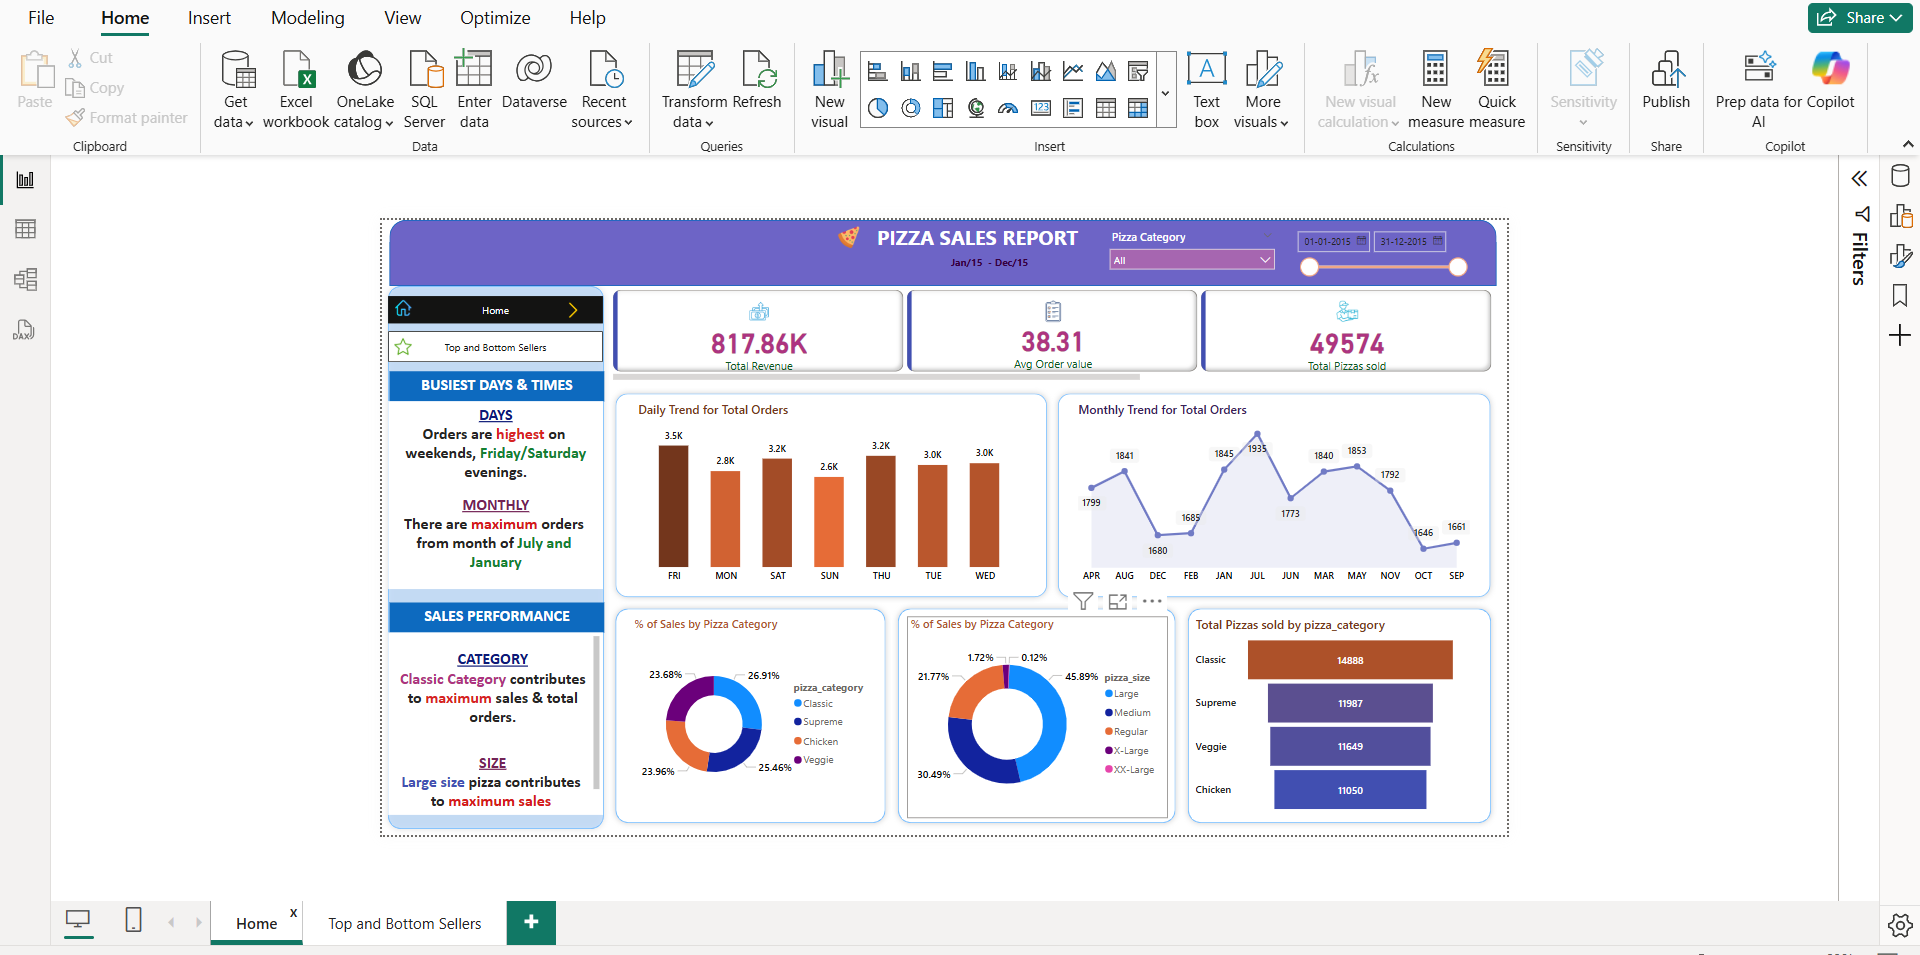 File Home Insert Modeling View Optimize Help Share
Paste
Cut
Copy
Format painter
Clipboard
Get data
Excel workbook
OneLake catalog
SQL Server
Enter data
Dataverse
Recent sources
Data
Transform data
Refresh
Queries
New visual
123
A
Text box
More visuals
Insert
New visual calculation
New measure
Quick measure
Calculations
Sensitivity
Sensitivity
Publish
Share
Prep data for AI
Copilot
Copilot
DAX
Filters
PIZZA SALES REPORT
Jan/15 - Dec/15
Pizza Category
All
01-01-2015
31-12-2015
Home
Top and Bottom Sellers
BUSIEST DAYS & TIMES
DAYS
Orders are highest on
weekends, Friday/Saturday
evenings.
MONTHLY
There are maximum orders
from month of July and
January
SALES PERFORMANCE
CATEGORY
Classic Category contributes
to maximum sales & total
orders.
SIZE
Large size pizza contributes
to maximum sales
817.86K
Total Revenue
38.31
Avg Order value
49574
Total Pizzas sold
Daily Trend for Total Orders
3.5K 2.8K 3.2K 2.6K 3.2K 3.0K 3.0K
FRI MON SAT SUN THU TUE WED
Monthly Trend for Total Orders
1799 1841 1680 1685 1845 1935 1773 1840 1853 1792 1646 1661
APR AUG DEC FEB JAN JUL JUN MAR MAY NOV OCT SEP
% of Sales by Pizza Category
23.68%
26.91%
23.96%
25.46%
pizza_category
Classic
Supreme
Chicken
Veggie
% of Sales by Pizza Category
1.72%
0.12%
21.77%
45.89%
30.49%
pizza_size
Large
Medium
Regular
X-Large
XX-Large
Total Pizzas sold by pizza_category
Classic 14888
Supreme 11987
Veggie 11649
Chicken 11050
Home X
Top and Bottom Sellers
+